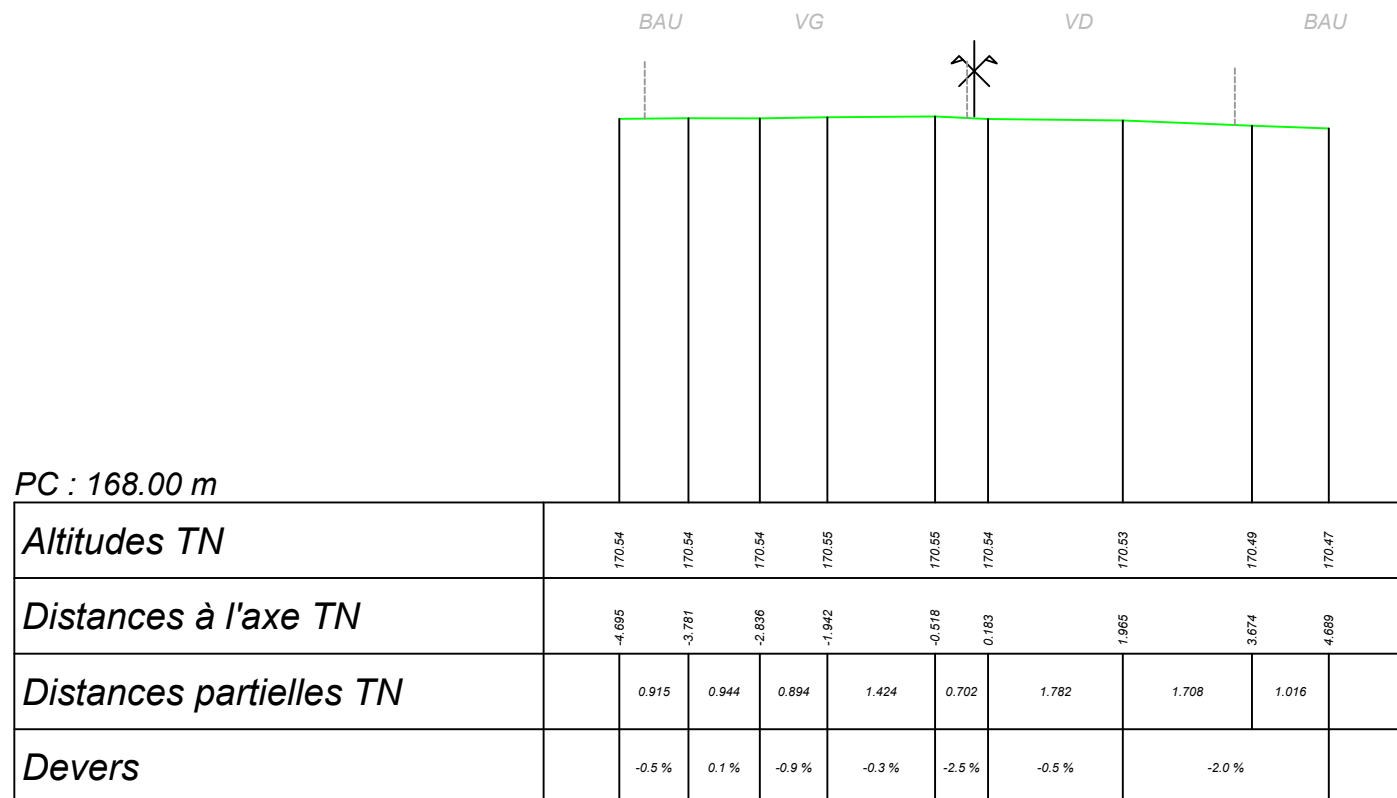 BAU VG VD BAU
PC : 168.00 m
Altitudes TN 170.54 170.54 170.54 170.55 170.55 170.54 170.53 170.49 170.47
Distances à l'axe TN -4.695 -3.781 -2.836 -1.942 -0.518 0.183 1.965 3.674 4.689
Distances partielles TN 0.915 0.944 0.894 1.424 0.702 1.782 1.708 1.016
Devers -0.5 % 0.1 % -0.9 % -0.3 % -2.5 % -0.5 % -2.0 %